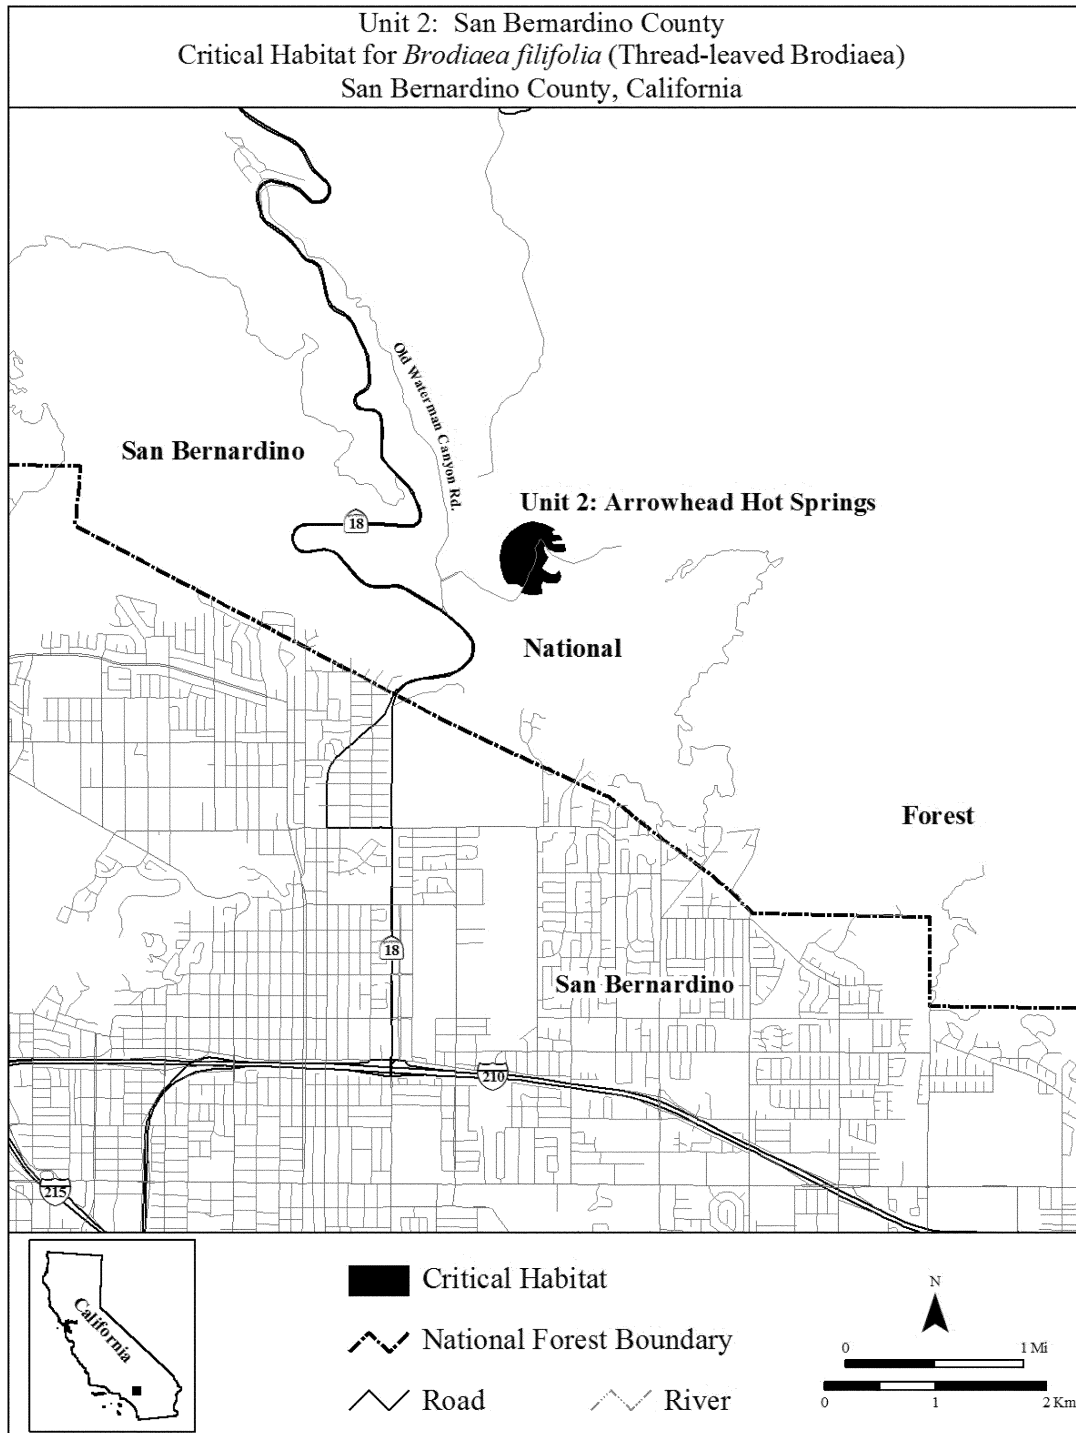 Unit 2: San Bernardino County
Critical Habitat for Brodiaea filifolia (Thread-leaved Brodiaea)
San Bernardino County, California
Old Waterman Canyon Rd.
San Bernardino
Unit 2: Arrowhead Hot Springs
18
National
Forest
18
San Bernardino
210
215
California
Critical Habitat
National Forest Boundary
Road
River
N
0 1 Mi
0 1 2 Km